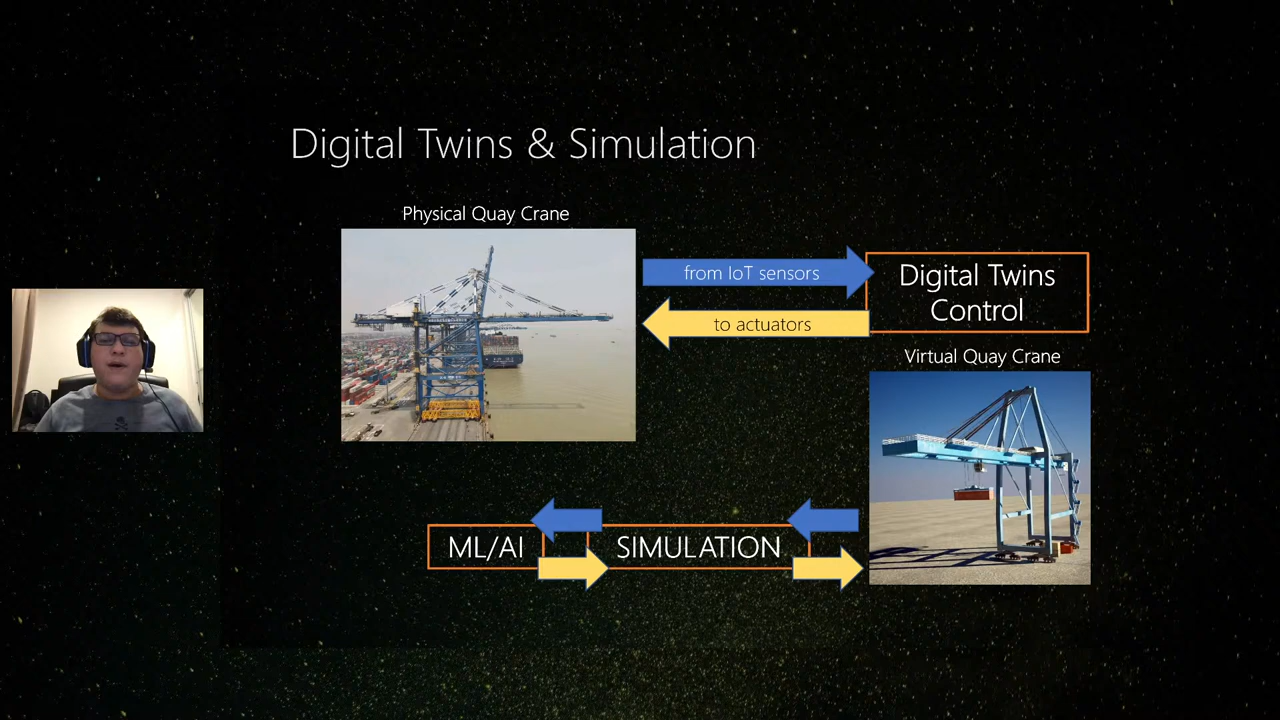 Digital Twins & Simulation
Physical Quay Crane
from IoT sensors
to actuators
Digital Twins
Control
Virtual Quay Crane
ML/AI
SIMULATION